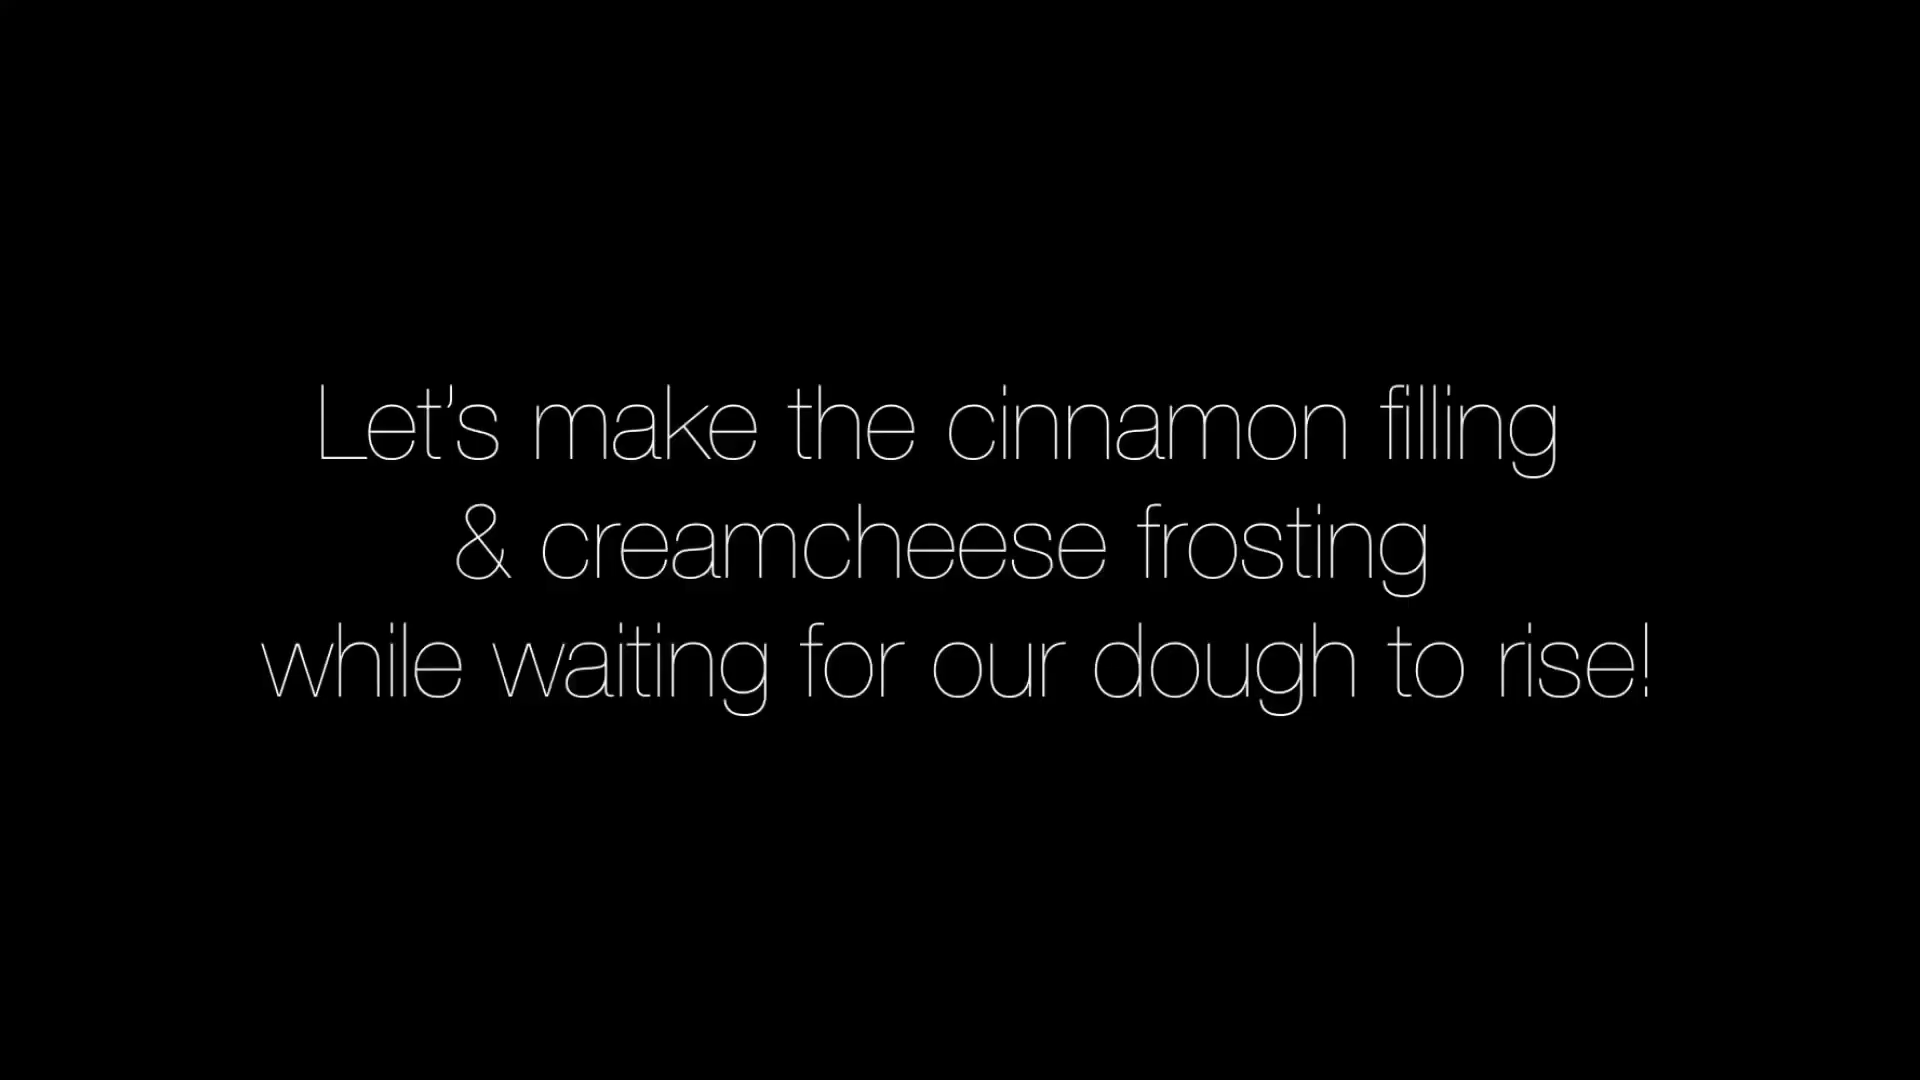 Let's make the cinnamon filling
& creamcheese frosting
while waiting for our dough to rise!